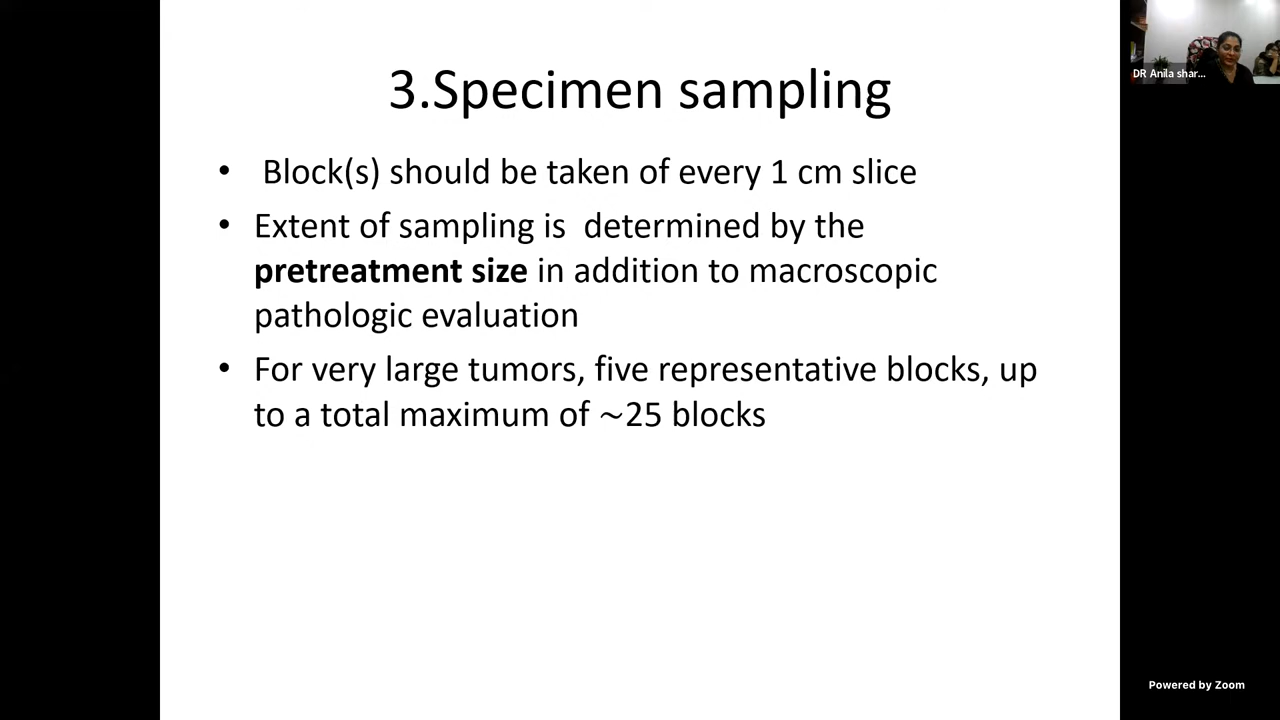 3.Specimen sampling
• Block(s) should be taken of every 1 cm slice
• Extent of sampling is determined by the
pretreatment size in addition to macroscopic
pathologic evaluation
• For very large tumors, five representative blocks, up
to a total maximum of ~25 blocks
DR Anila shar...
Powered by Zoom